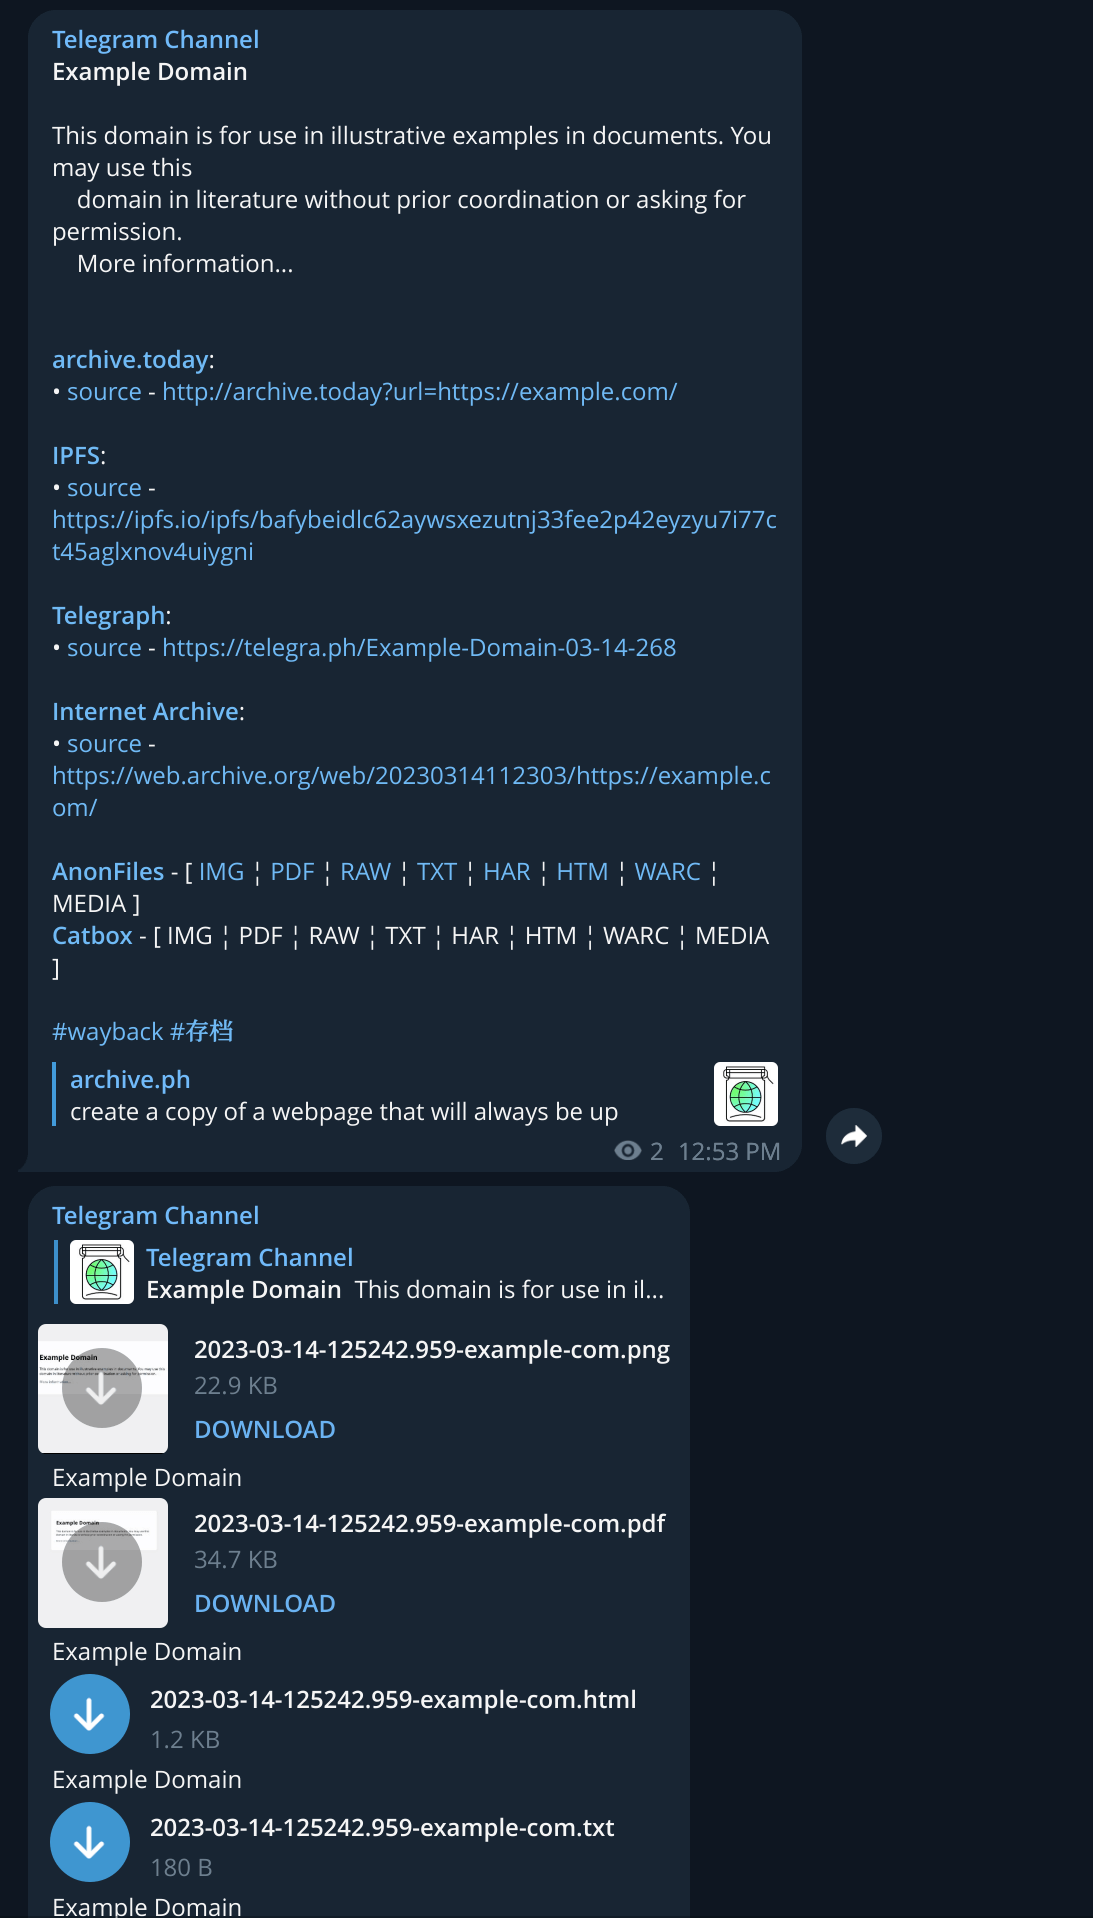 Telegram Channel
Example Domain
This domain is for use in illustrative examples in documents. You
may use this
domain in literature without prior coordination or asking for
permission.
More information...
archive.today:
• source - http://archive.today?url=https://example.com/
IPFS:
• source -
https://ipfs.io/ipfs/bafybeidlc62aywsxezutnj33fee2p42eyzyu7i77c
t45aglxnov4uiygni
Telegraph:
• source - https://telegra.ph/Example-Domain-03-14-268
Internet Archive:
• source -
https://web.archive.org/web/20230314112303/https://example.c
om/
AnonFiles - [ IMG ¦ PDF ¦ RAW ¦ TXT ¦ HAR ¦ HTM ¦ WARC ¦
MEDIA ]
Catbox - [ IMG ¦ PDF ¦ RAW ¦ TXT ¦ HAR ¦ HTM ¦ WARC ¦ MEDIA
]
#wayback #存档
archive.ph
create a copy of a webpage that will always be up
2 12:53 PM
Telegram Channel
Telegram Channel
Example Domain This domain is for use in il...
Example Domain
2023-03-14-125242.959-example-com.png
22.9 KB
DOWNLOAD
Example Domain
Example Domain
2023-03-14-125242.959-example-com.pdf
34.7 KB
DOWNLOAD
Example Domain
2023-03-14-125242.959-example-com.html
1.2 KB
Example Domain
2023-03-14-125242.959-example-com.txt
180 B
Example Domain